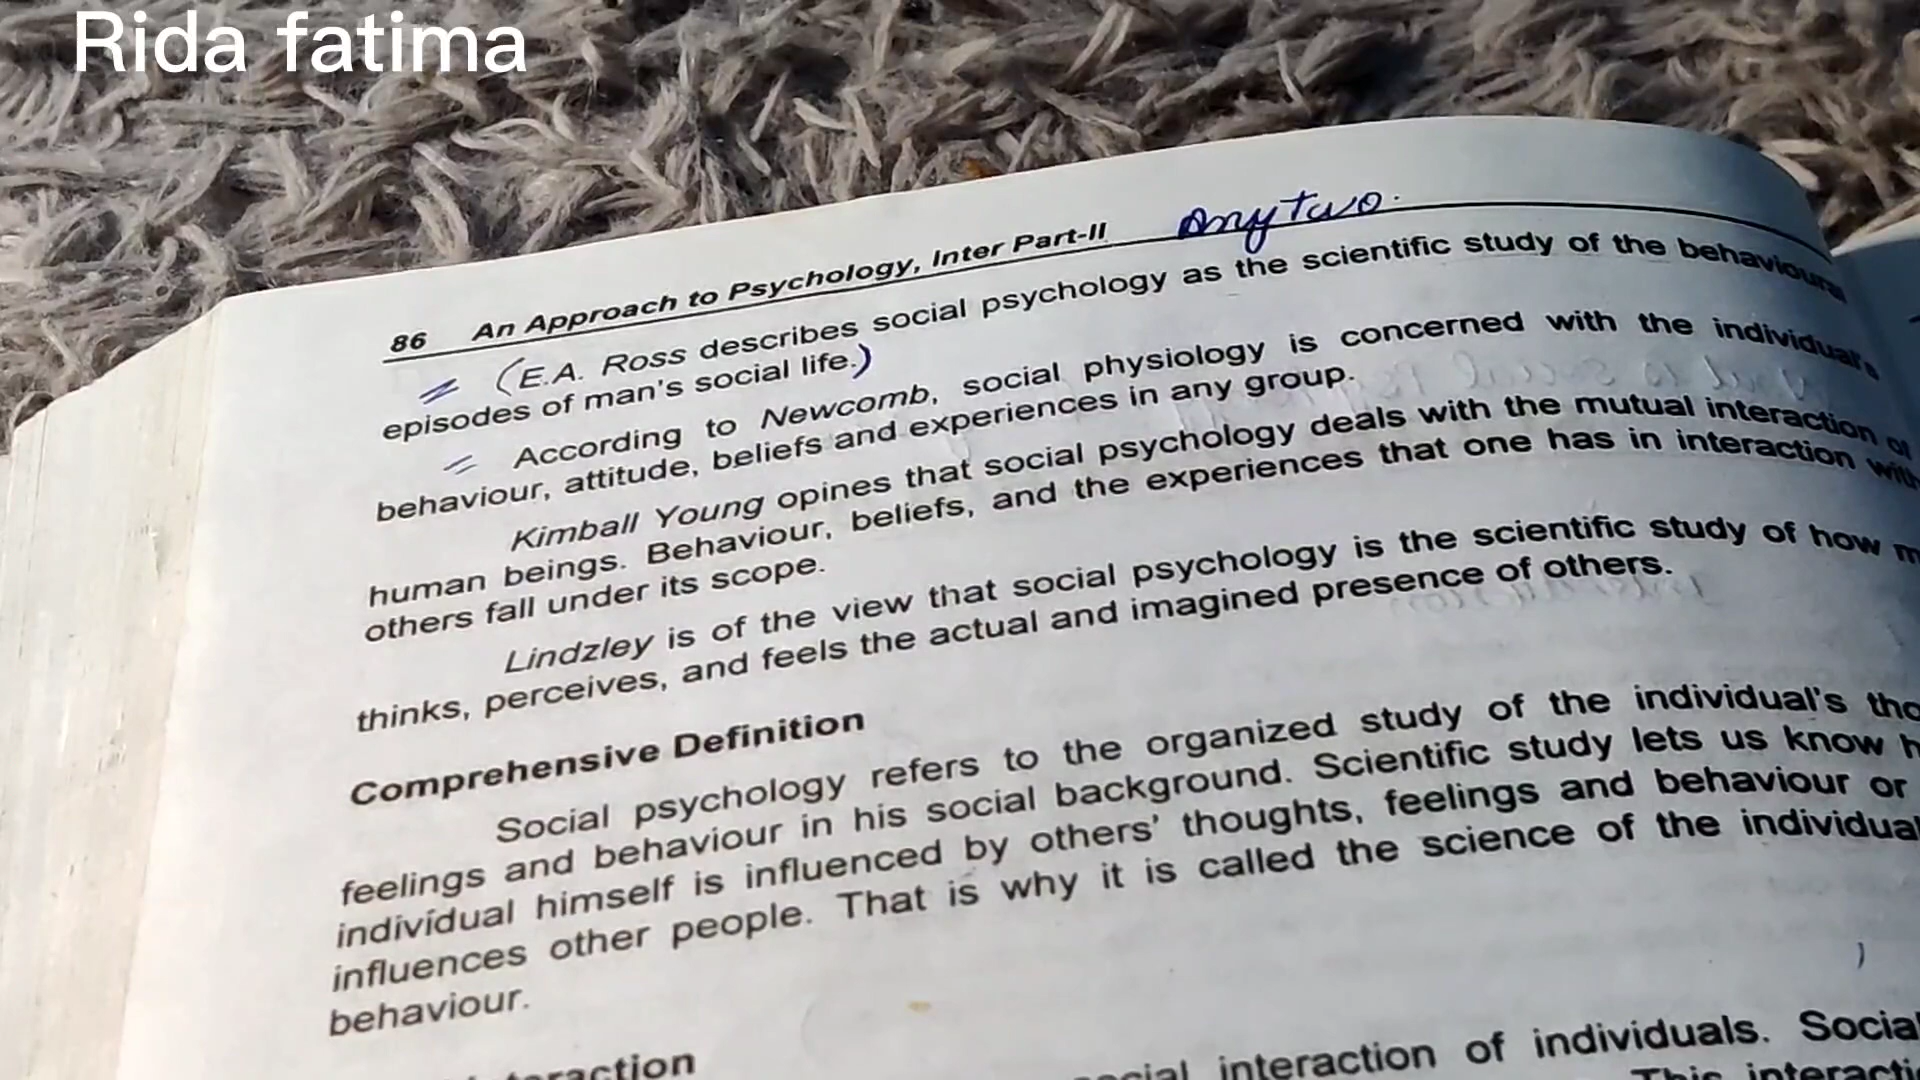 Rida fatima
Any two.
86 An Approach to Psychology, Inter Part-II
(E.A. Ross describes social psychology as the scientific study of the behavioural
episodes of man's social life.)
According to Newcomb, social physiology is concerned with the individual's
behaviour, attitude, beliefs and experiences in any group.
Kimball Young opines that social psychology deals with the mutual interaction of
human beings. Behaviour, beliefs, and the experiences that one has in interaction with
others fall under its scope.
Lindzley is of the view that social psychology is the scientific study of how
thinks, perceives, and feels the actual and imagined presence of others.
Comprehensive Definition
Social psychology refers to the organized study of the individual's
feelings and behaviour in his social background. Scientific study lets us know
individual himself is influenced by others' thoughts, feelings and behaviour or
influences other people. That is why it is called the science of the individual
behaviour.
interaction of individuals. Social
This